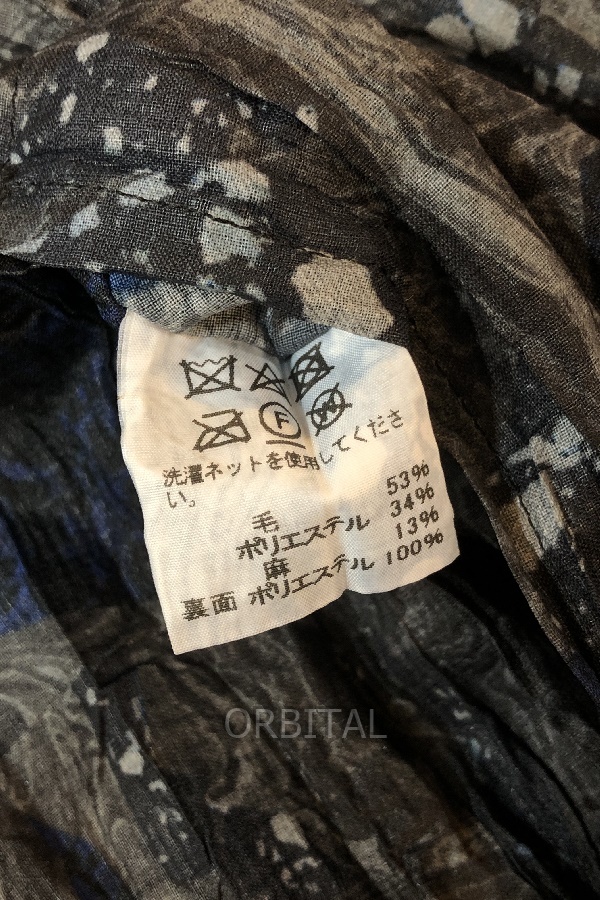 F
W
洗濯ネットを使用してくださ
い。
毛 53%
ポリエステル 34%
麻 13%
裏面 ポリエステル 100%
ORBITAL